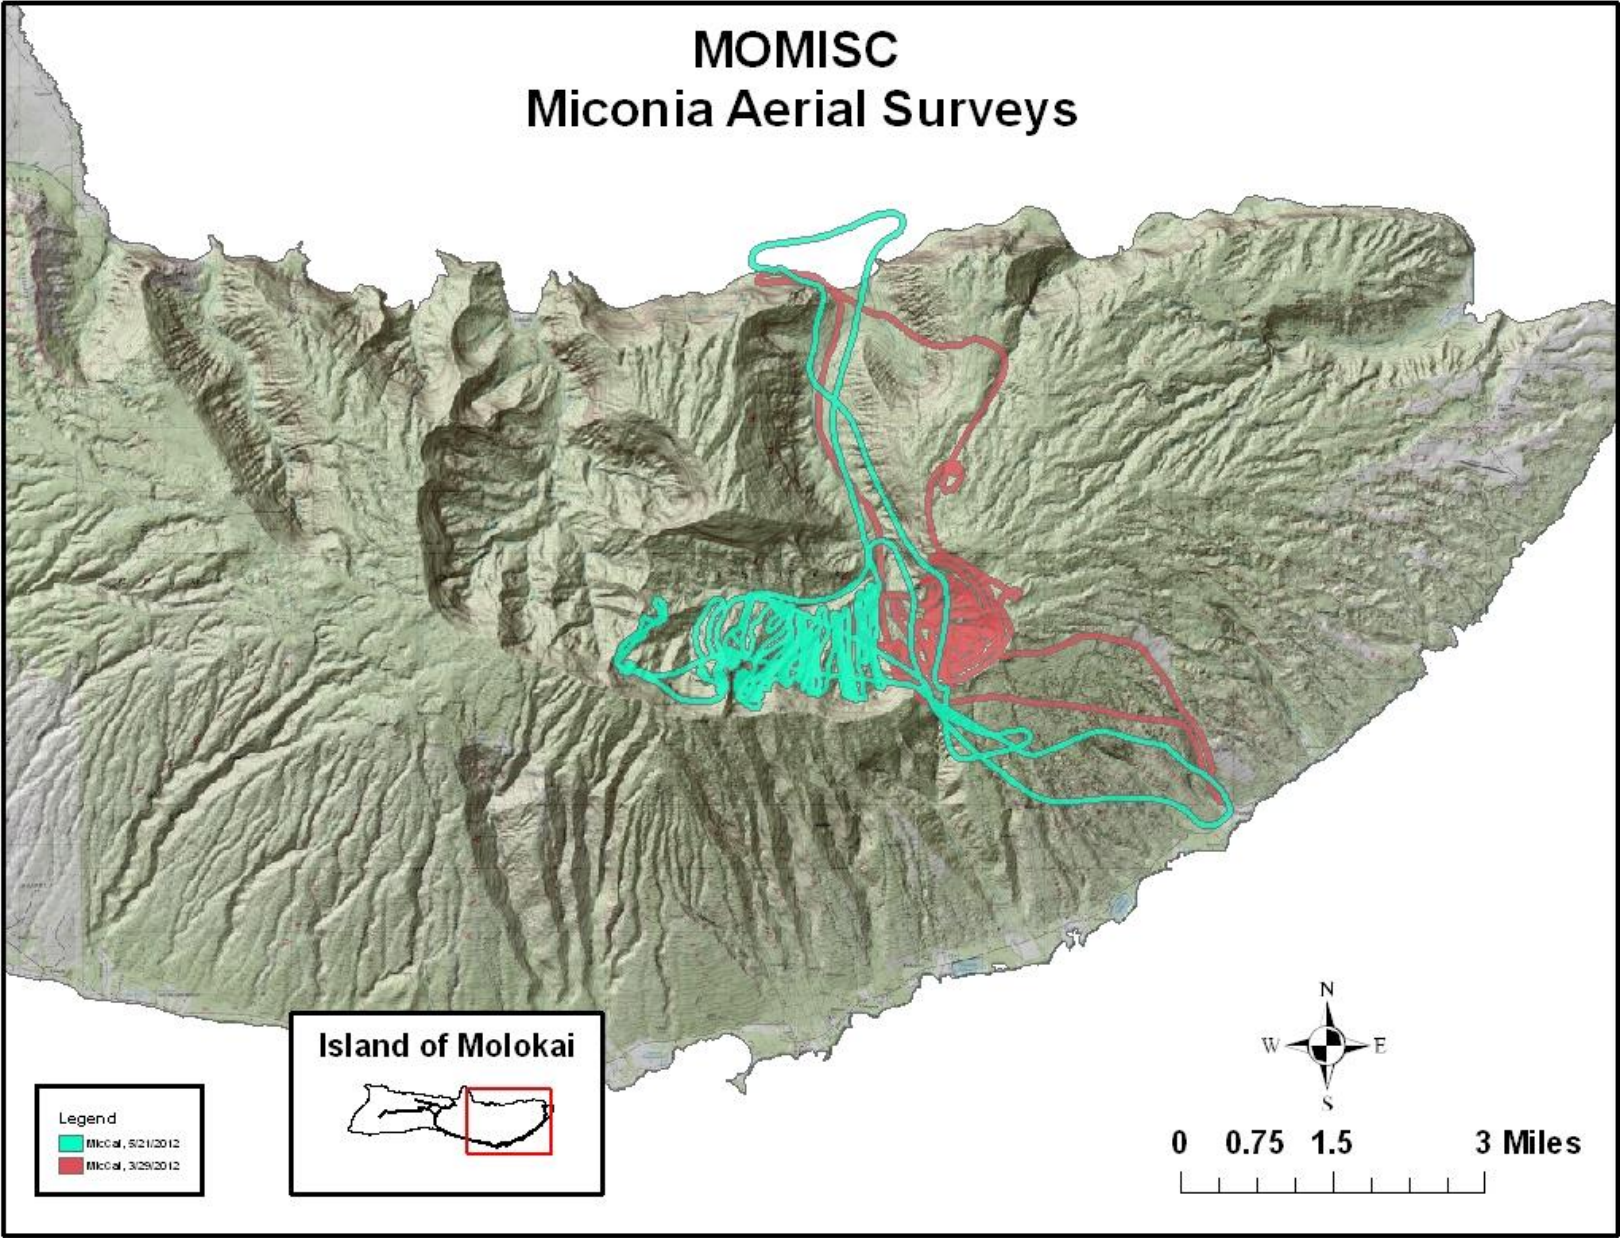 MOMISC
Miconia Aerial Surveys
Island of Molokai
Legend
MicCal, 5/21/2012
MicCal, 3/29/2012
N
W E
S
0 0.75 1.5 3 Miles